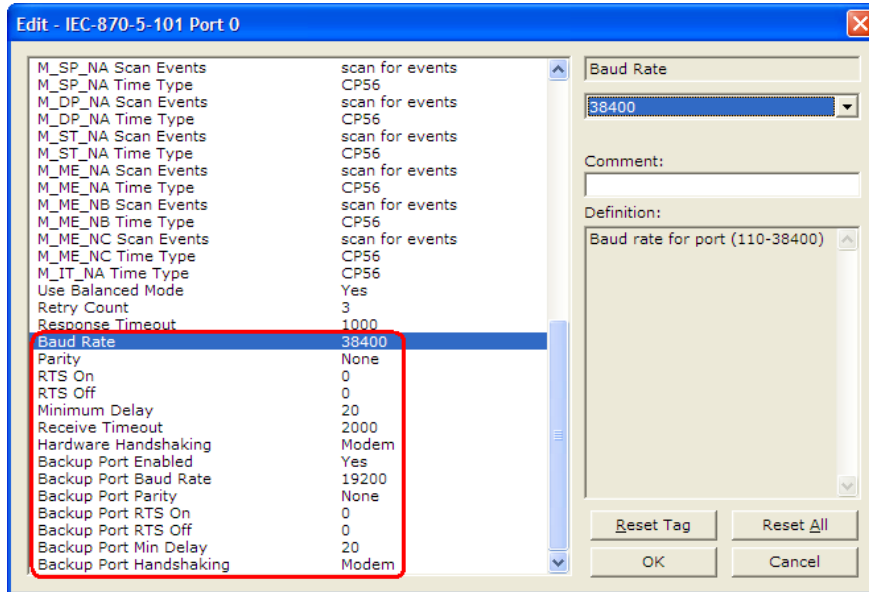 Edit - IEC-870-5-101 Port 0
M_SP_NA Scan Events scan for events
M_SP_NA Time Type CP56
M_DP_NA Scan Events scan for events
M_DP_NA Time Type CP56
M_ST_NA Scan Events scan for events
M_ST_NA Time Type CP56
M_ME_NA Scan Events scan for events
M_ME_NA Time Type CP56
M_ME_NB Scan Events scan for events
M_ME_NB Time Type CP56
M_ME_NC Scan Events scan for events
M_ME_NC Time Type CP56
M_IT_NA Time Type CP56
Use Balanced Mode Yes
Retry Count 3
Response Timeout 1000
Baud Rate 38400
Parity None
RTS On 0
RTS Off 0
Minimum Delay 20
Receive Timeout 2000
Hardware Handshaking Modem
Backup Port Enabled Yes
Backup Port Baud Rate 19200
Backup Port Parity None
Backup Port RTS On 0
Backup Port RTS Off 0
Backup Port Min Delay 20
Backup Port Handshaking Modem
Baud Rate
38400
Comment:
Definition:
Baud rate for port (110-38400)
Reset Tag Reset All
OK Cancel